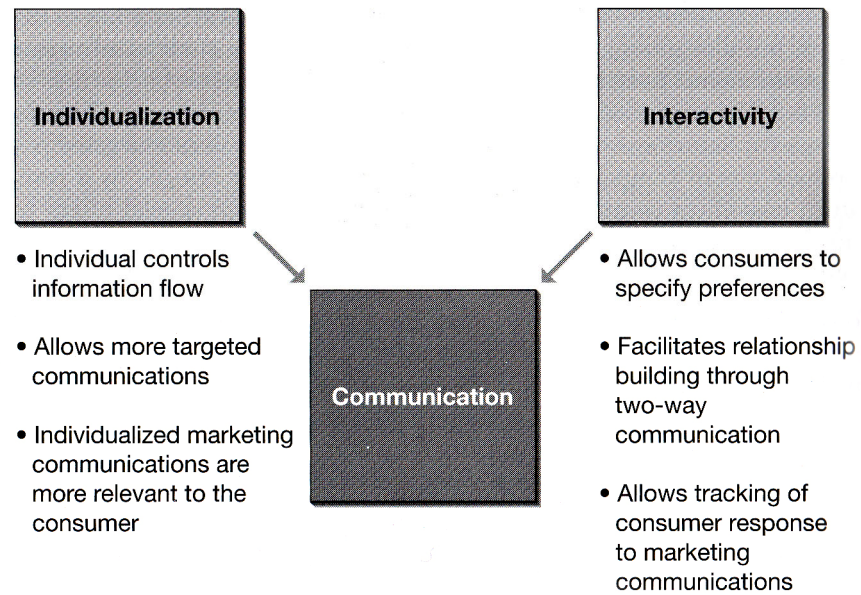 Individualization
• Individual controls
information flow
• Allows more targeted
communications
• Individualized marketing
communications are
more relevant to the
consumer
Communication
Interactivity
• Allows consumers to
specify preferences
• Facilitates relationship
building through
two-way
communication
• Allows tracking of
consumer response
to marketing
communications